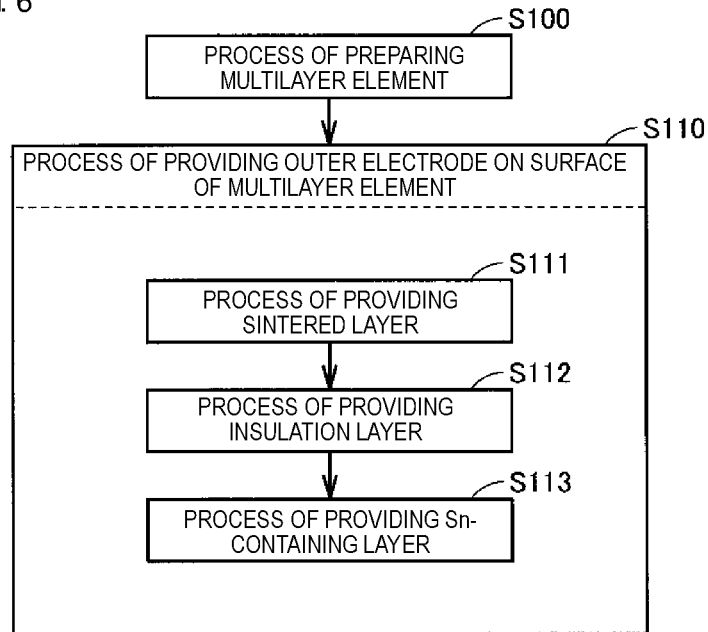 . 6
S100
PROCESS OF PREPARING
MULTILAYER ELEMENT
S110
PROCESS OF PROVIDING OUTER ELECTRODE ON SURFACE
OF MULTILAYER ELEMENT
S111
PROCESS OF PROVIDING
SINTERED LAYER
S112
PROCESS OF PROVIDING
INSULATION LAYER
S113
PROCESS OF PROVIDING Sn-
CONTAINING LAYER